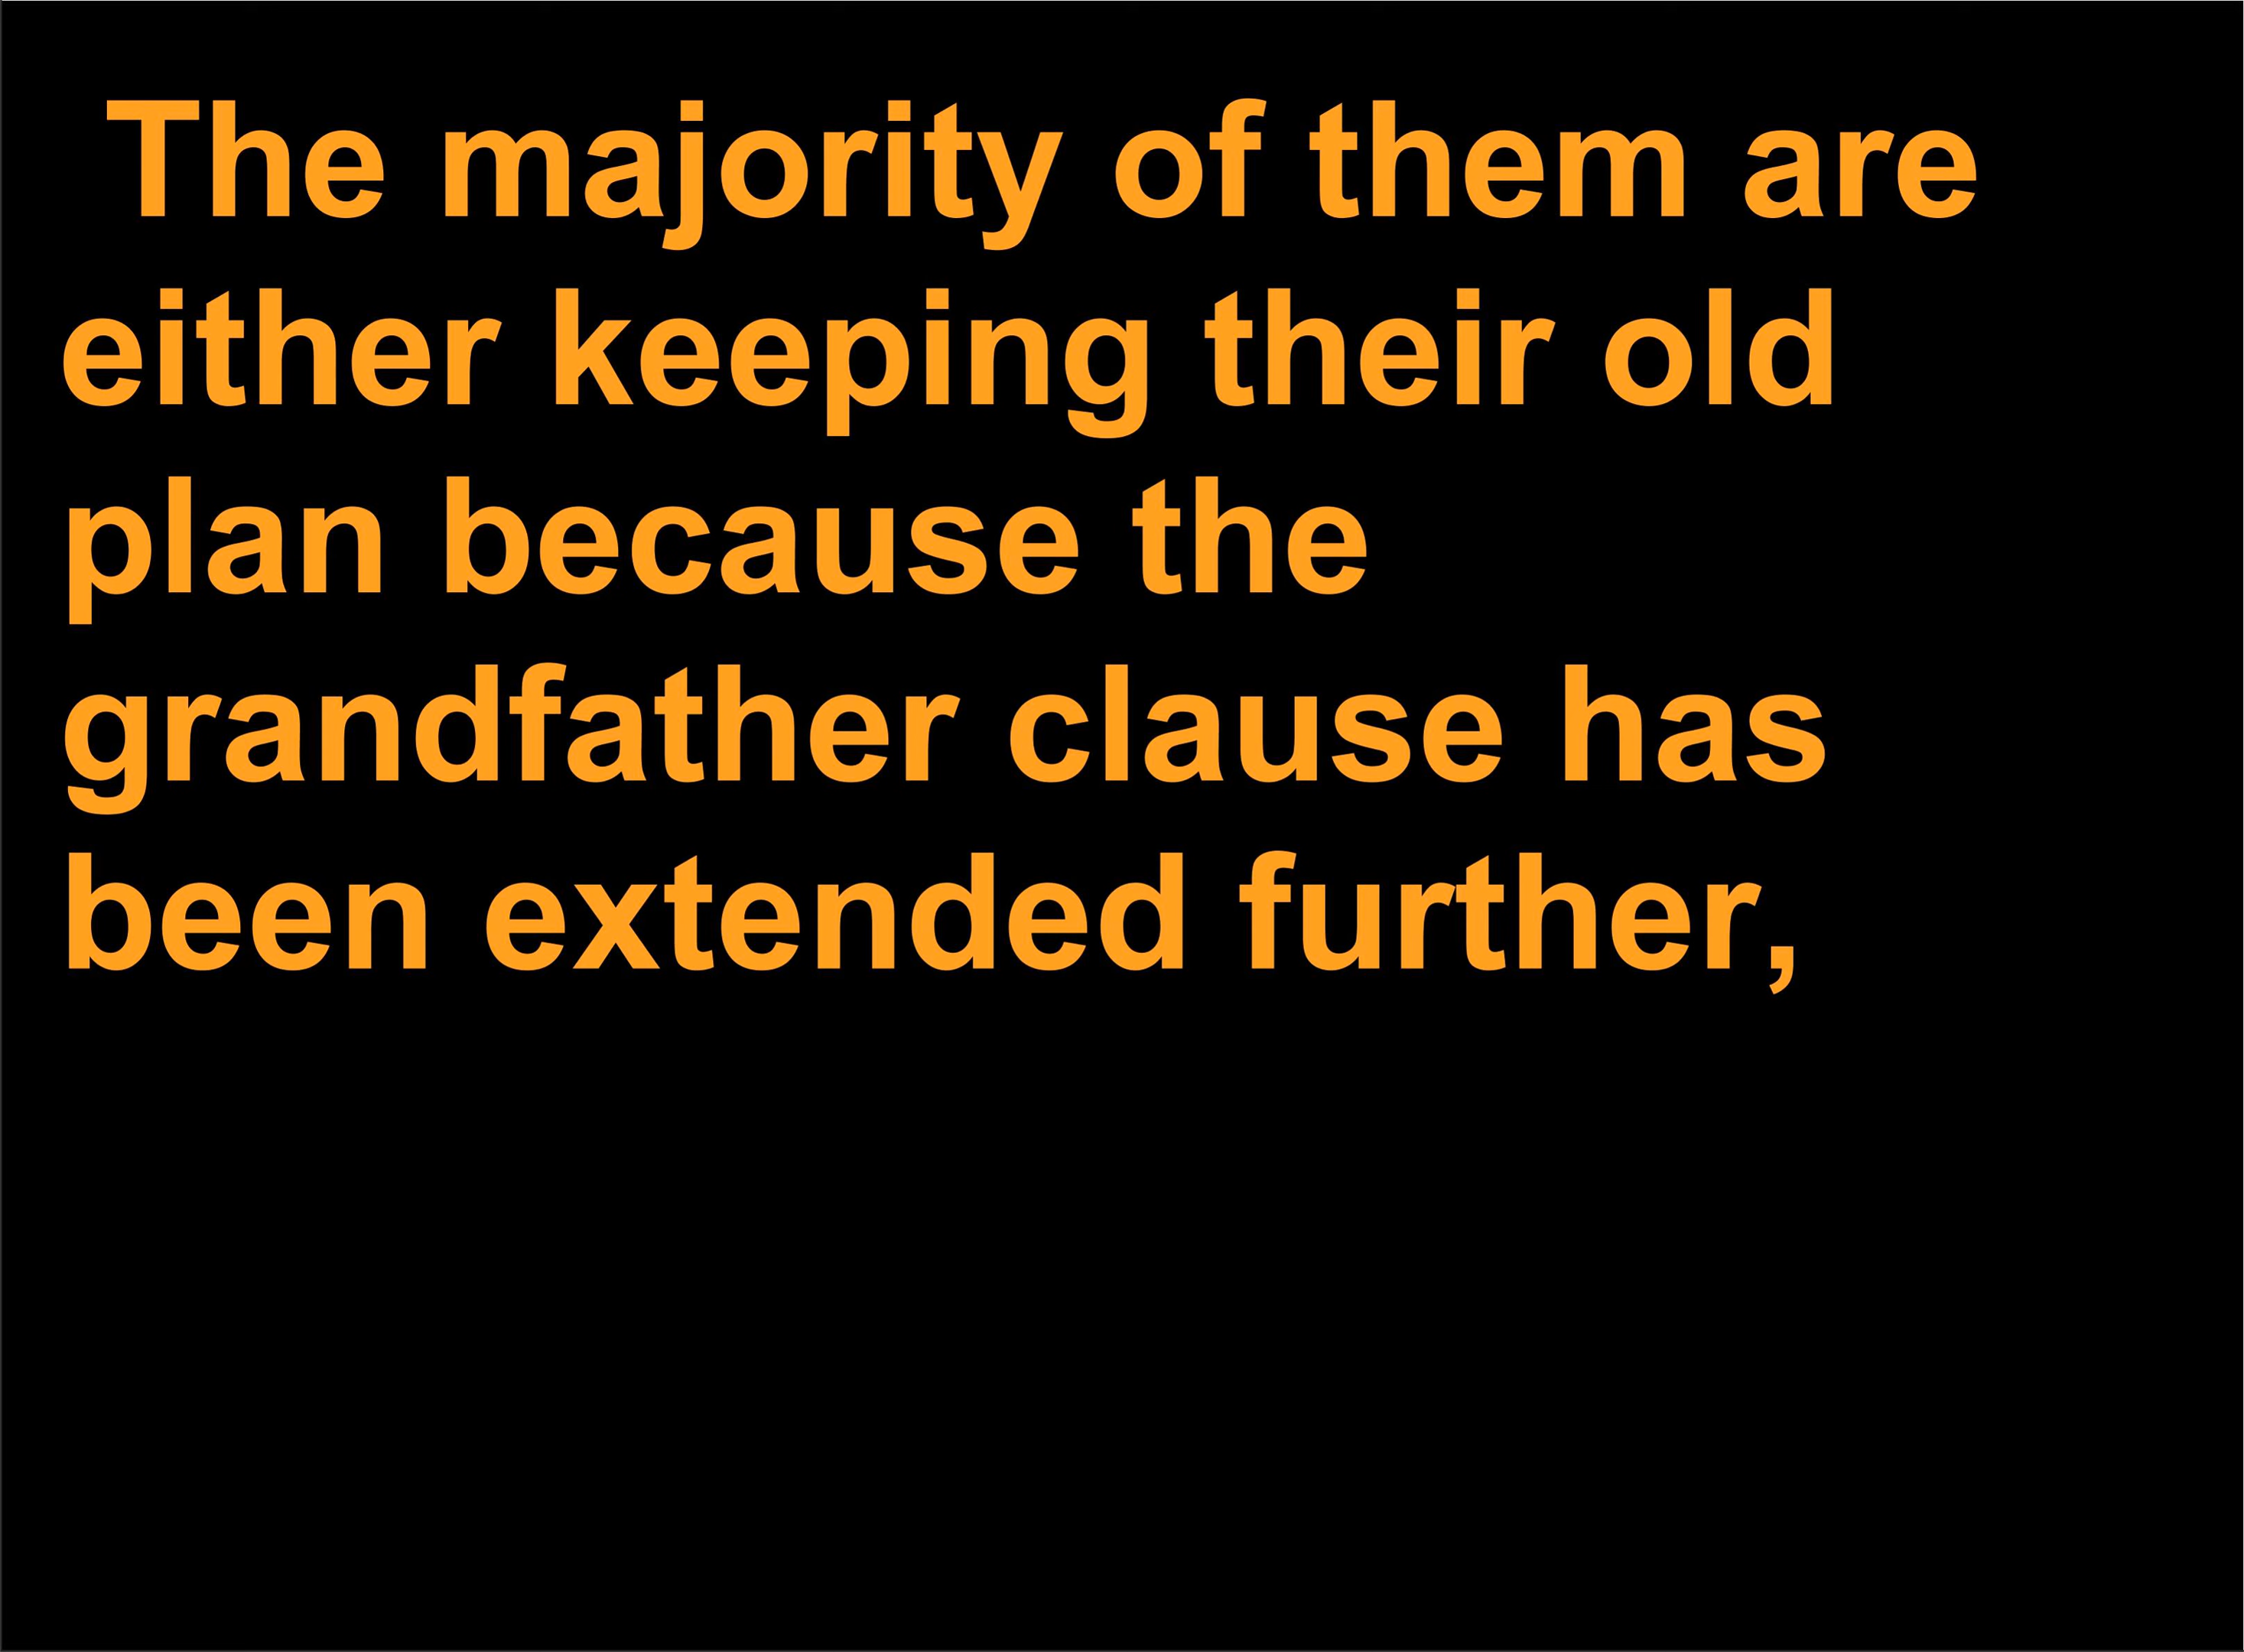 The majority of them are
either keeping their old
plan because the
grandfather clause has
been extended further,